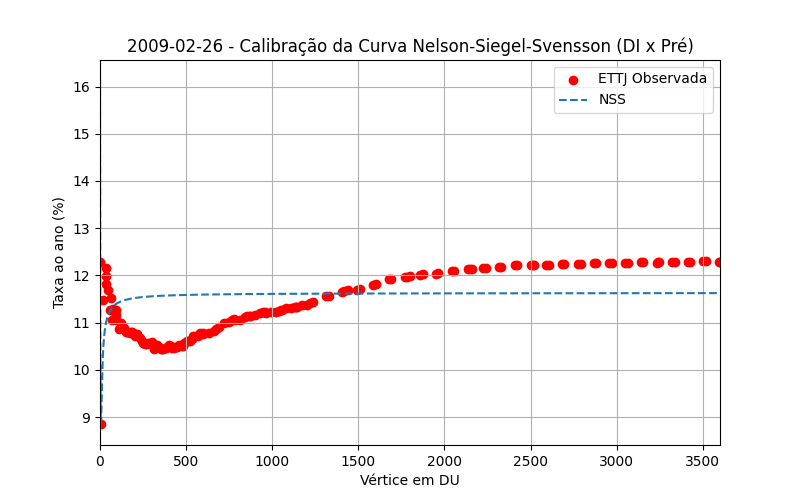 2009-02-26 - Calibração da Curva Nelson-Siegel-Svensson (DI x Pré)
ETTJ Observada
NSS
Taxa ao ano (%)
16
15
14
13
12
11
10
9
0 500 1000 1500 2000 2500 3000 3500
Vértice em DU